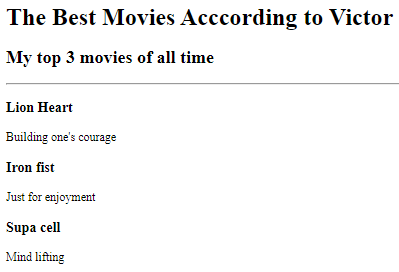 The Best Movies Acccording to Victor
My top 3 movies of all time
Lion Heart
Building one's courage
Iron fist
Just for enjoyment
Supa cell
Mind lifting